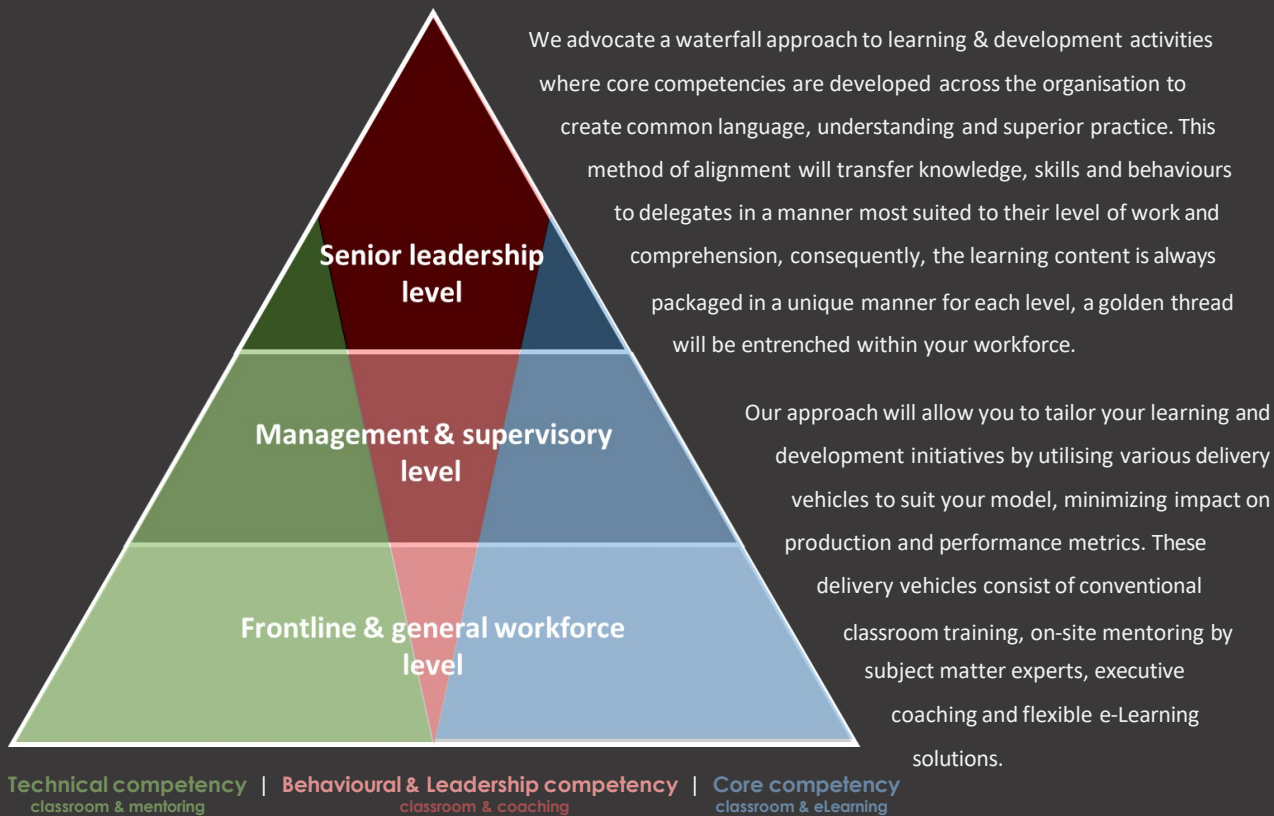 We advocate a waterfall approach to learning & development activities
where core competencies are developed across the organisation to
create common language, understanding and superior practice. This
method of alignment will transfer knowledge, skills and behaviours
to delegates in a manner most suited to their level of work and
comprehension, consequently, the learning content is always
packaged in a unique manner for each level, a golden thread
will be entrenched within your workforce.
Our approach will allow you to tailor your learning and
development initiatives by utilising various delivery
vehicles to suit your model, minimizing impact on
production and performance metrics. These
delivery vehicles consist of conventional
classroom training, on-site mentoring by
subject matter experts, executive
coaching and flexible e-Learning
solutions.
Senior leadership
level
Management & supervisory
level
Frontline & general workforce
level
Technical competency | Behavioural & Leadership competency | Core competency
classroom & mentoring classroom & coaching classroom & eLearning